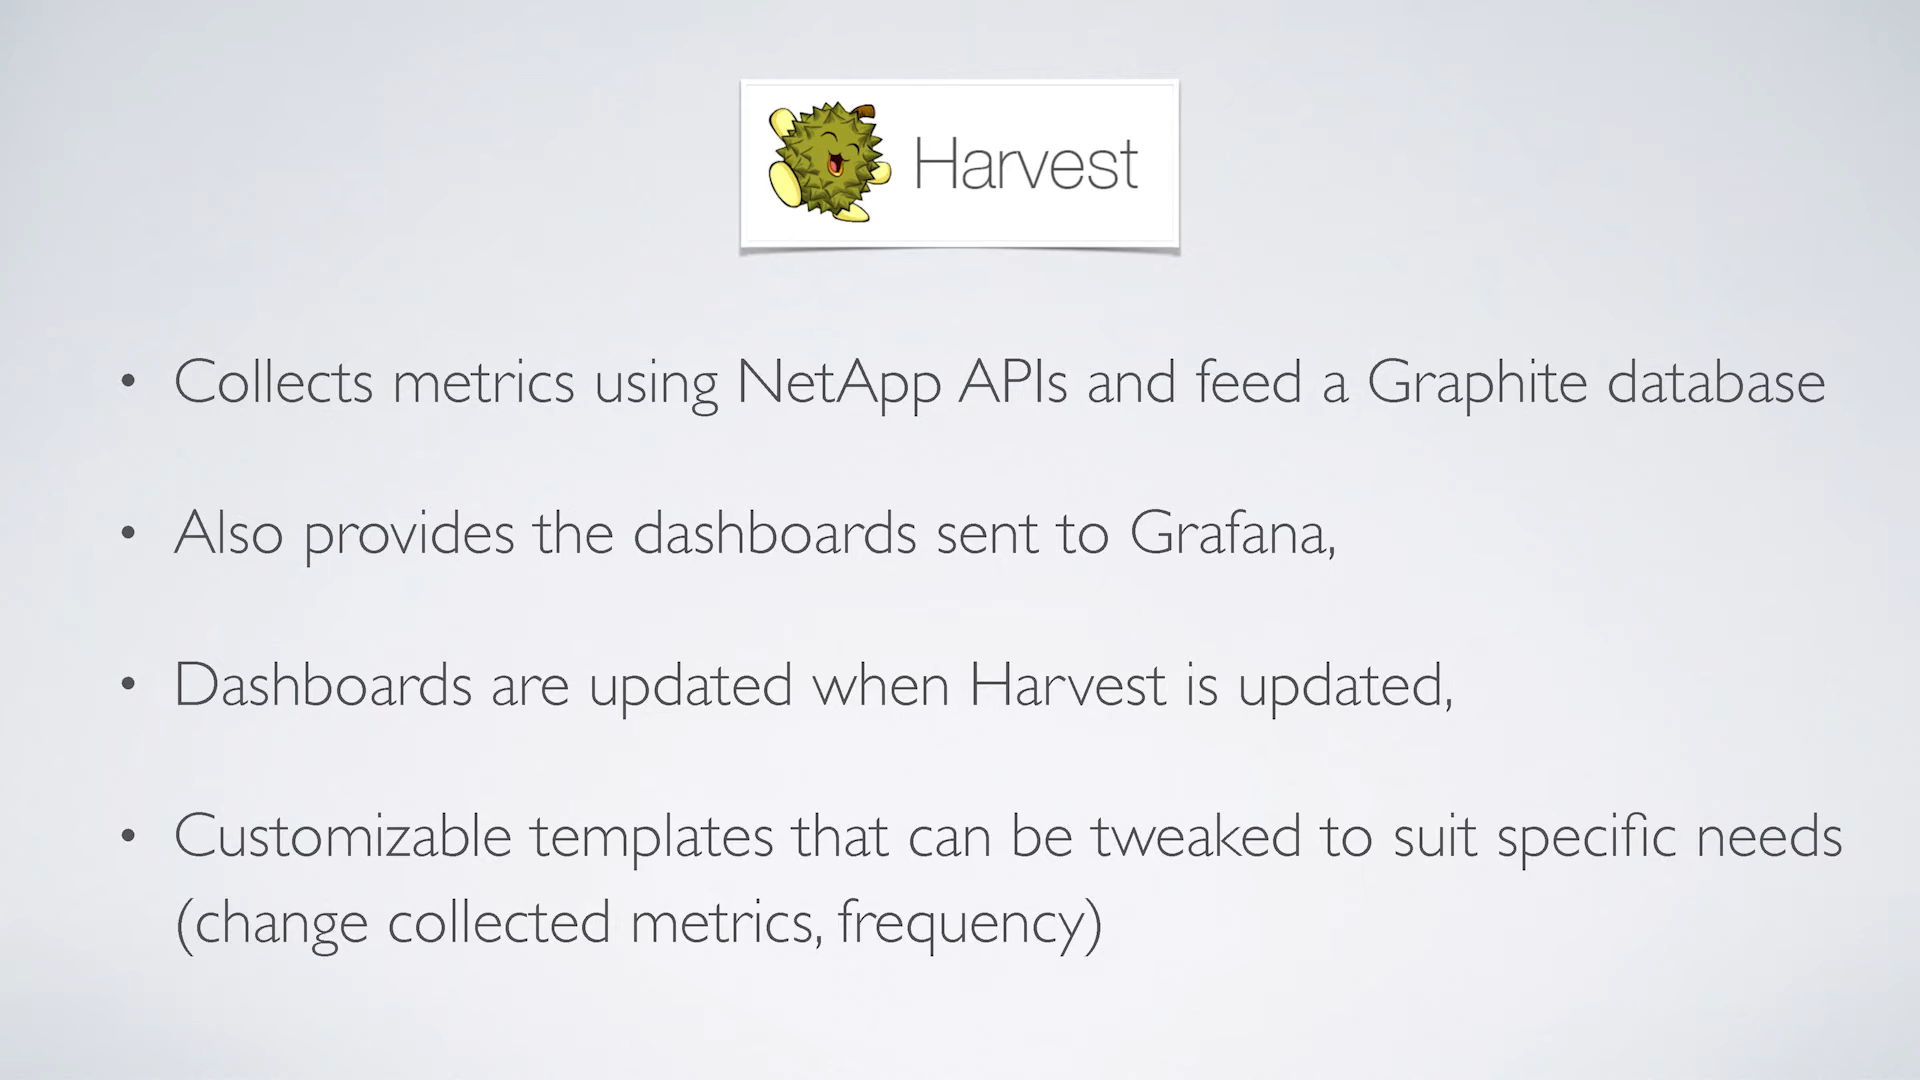 Harvest
• Collects metrics using NetApp APIs and feed a Graphite database
• Also provides the dashboards sent to Grafana,
• Dashboards are updated when Harvest is updated,
• Customizable templates that can be tweaked to suit specific needs
(change collected metrics, frequency)